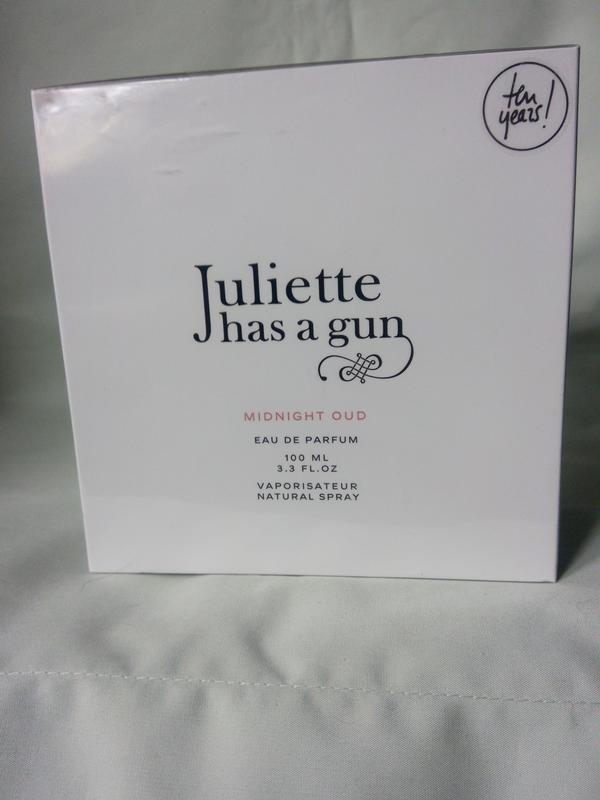 ten
years!
Juliette
has a gun
MIDNIGHT OUD
EAU DE PARFUM
100 ML
3.3 FL.OZ
VAPORISATEUR
NATURAL SPRAY